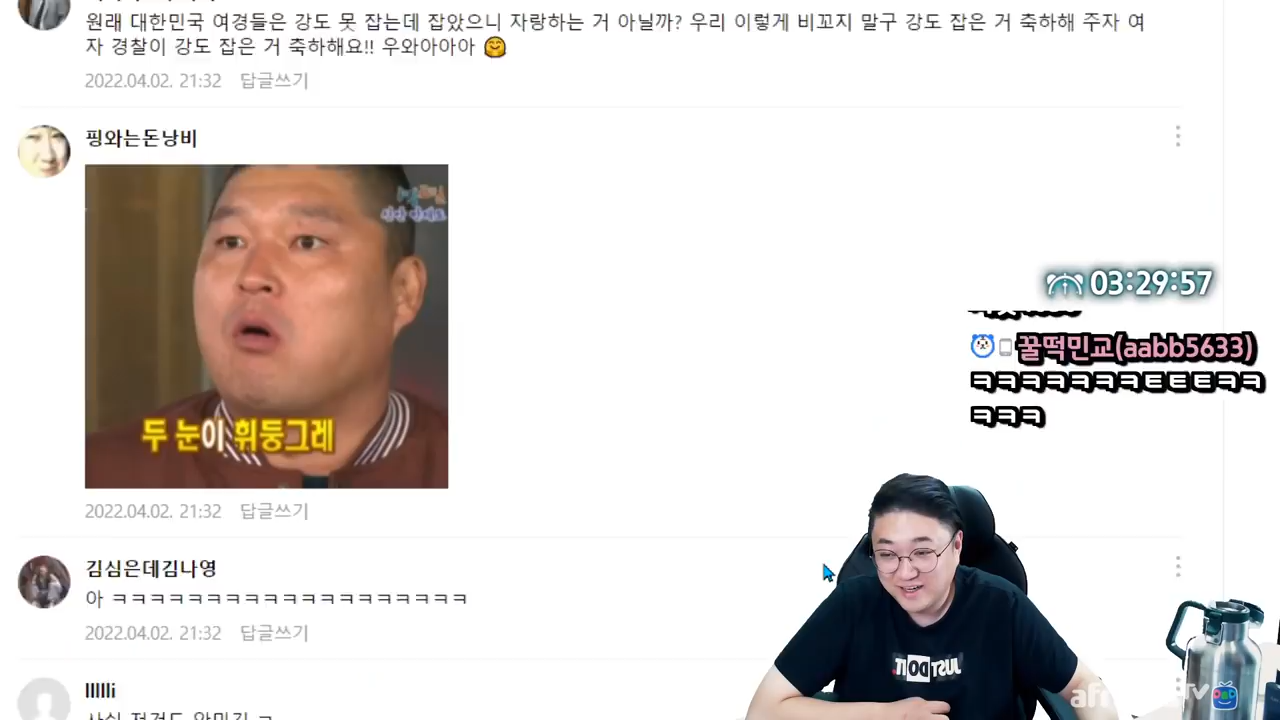 원래 대한민국 여경들은 강도 못 잡는데 잡았으니 자랑하는 거 아닐까? 우리 이렇게 비꼬지 말구 강도 잡은 거 축하해 주자 여
자 경찰이 강도 잡은 거 축하해요!! 우와아아아
2022.04.02. 21:32 답글쓰기
핑와는돈낭비
두 눈이 휘둥그레
2022.04.02. 21:32 답글쓰기
03:29:57
꿀떡민교(aabb5633)
ㅋㅋㅋㅋㅋㅋㅋㅌㅌㅌㅋㅋ
ㅋㅋㅋ
김심은데김나영
아 ㅋㅋㅋㅋㅋㅋㅋㅋㅋㅋㅋㅋㅋㅋㅋㅋㅋㅋㅋ
2022.04.02. 21:32 답글쓰기
JUST DO IT.
llllli